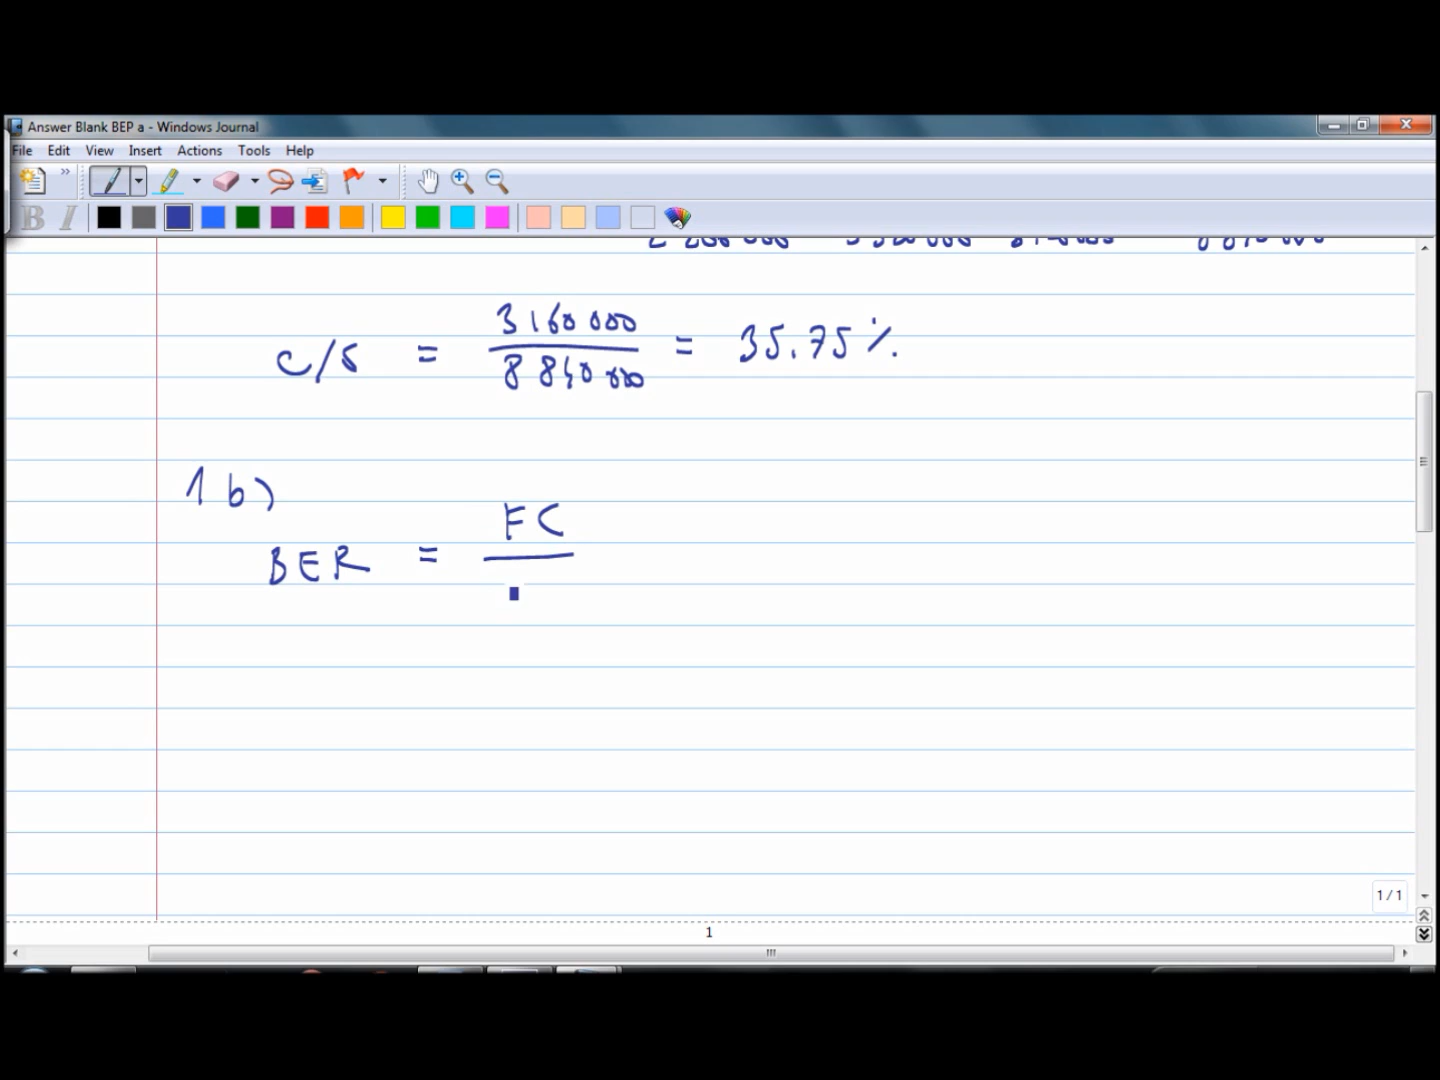 Answer Blank BEP a - Windows Journal
File Edit View Insert Actions Tools Help
B I
c/s = 3 160 000 / 8 840 000 = 35.75 %
1 b)
BER = FC
1 / 1
1